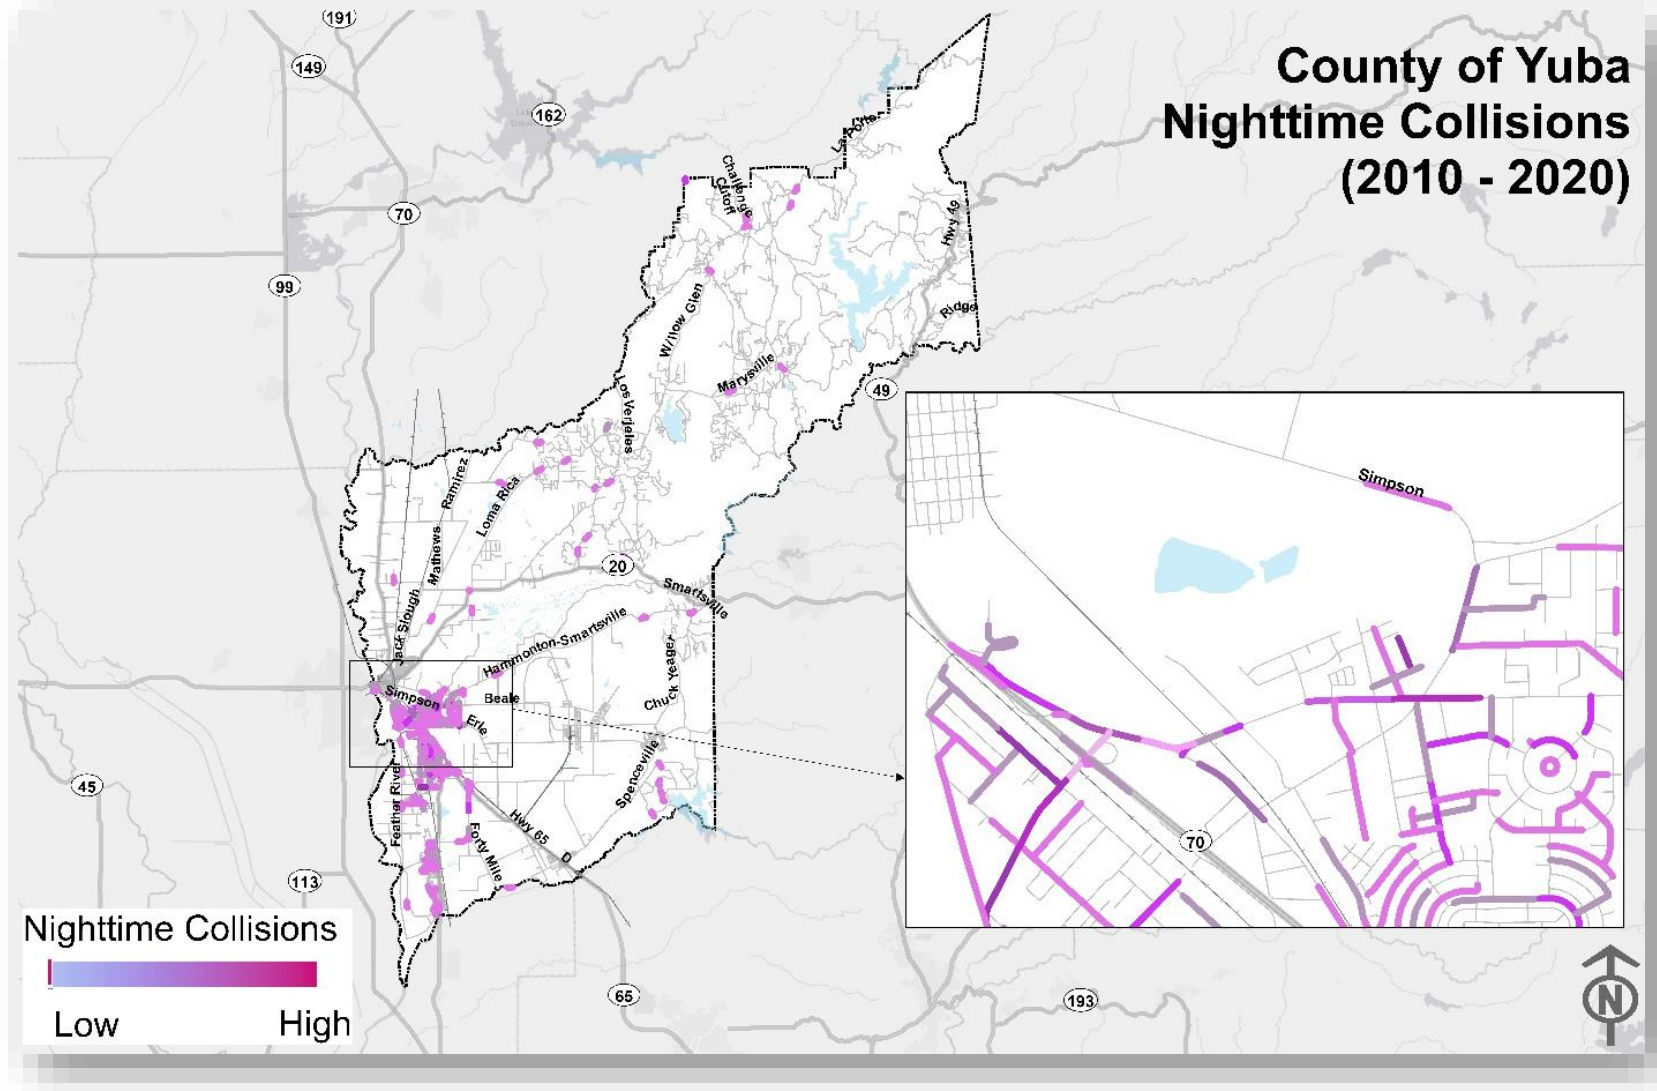 County of Yuba
Nighttime Collisions
(2010 - 2020)
191
149
162
70
99
La Porte
Challenge
Cutoff
Hwy 49
Ridge
Willow Glen
Marysville
49
Los Verjeles
Ramirez
Loma Rica
Mathews
Jack Slough
20
Smartsville
Hammonton-Smartsville
Chuck Yeager
Simpson
Beale
Erle
Spenceville
Feather River
Hwy 65
Forty Mile
D
45
113
65
193
Simpson
70
Nighttime Collisions
Low
High
N